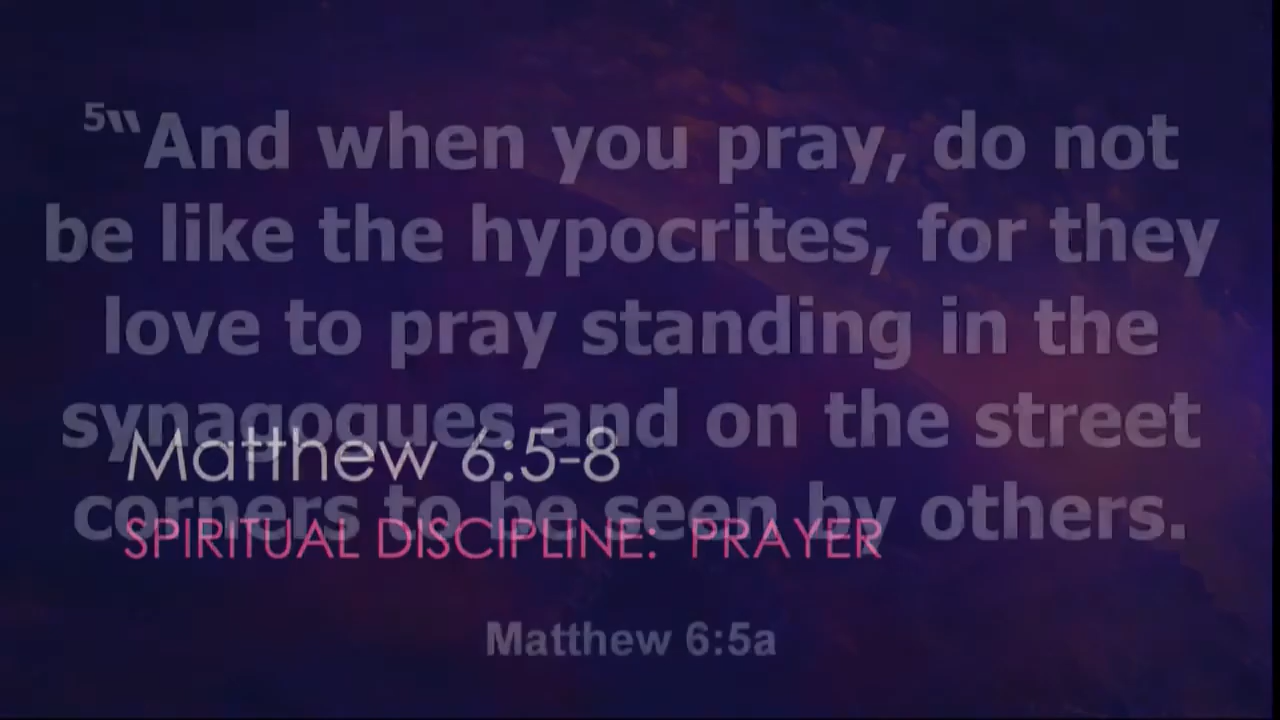 5“And when you pray, do not
be like the hypocrites, for they
love to pray standing in the
synagogues and on the street
corners to be seen by others.
Matthew 6:5-8
SPIRITUAL DISCIPLINE: PRAYER
Matthew 6:5a